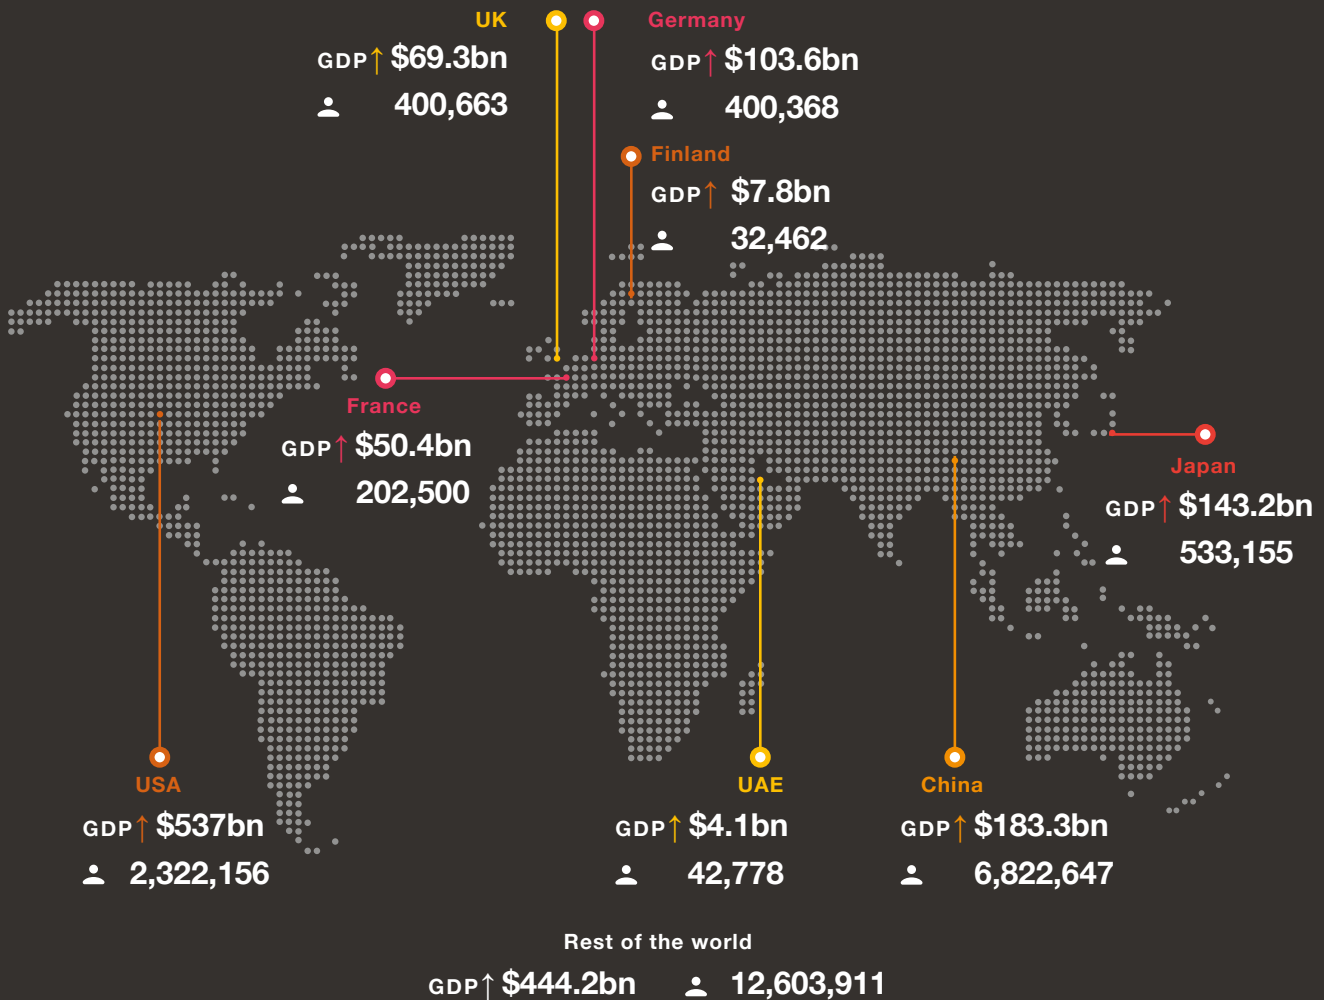 UK
GDP↑ $69.3bn
400,663
Germany
GDP↑ $103.6bn
400,368
Finland
GDP↑ $7.8bn
32,462
France
GDP↑ $50.4bn
202,500
Japan
GDP↑ $143.2bn
533,155
USA
GDP↑ $537bn
2,322,156
UAE
GDP↑ $4.1bn
42,778
China
GDP↑ $183.3bn
6,822,647
Rest of the world
GDP↑ $444.2bn 12,603,911